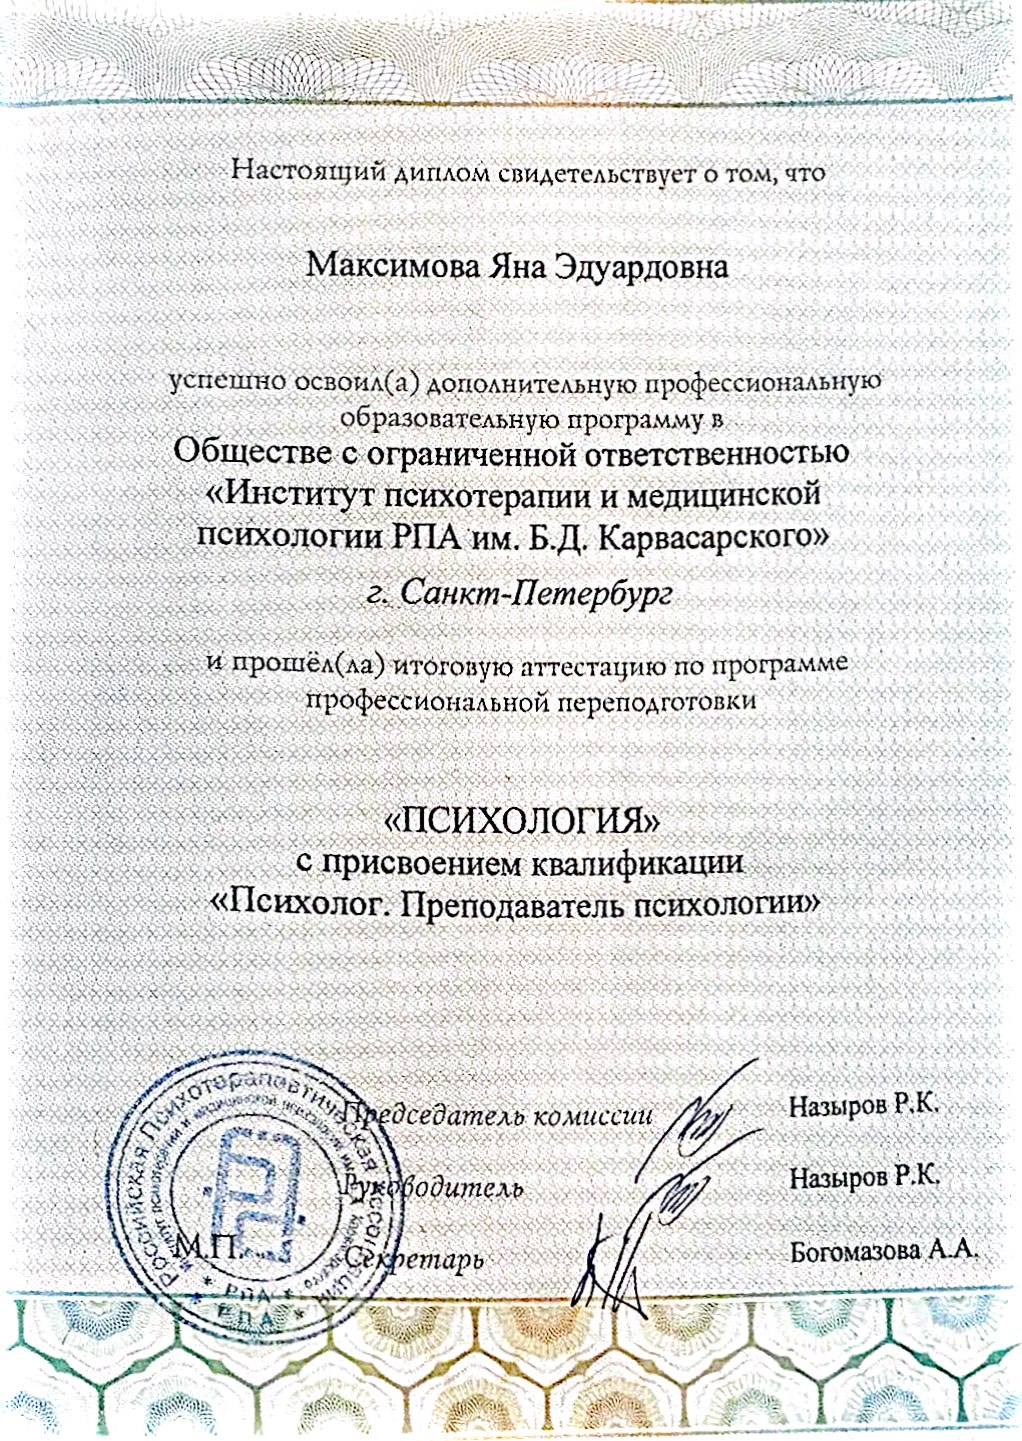 Настоящий диплом свидетельствует о том, что
Максимова Яна Эдуардовна
успешно освоил(а) дополнительную профессиональную
образовательную программу в
Обществе с ограниченной ответственностью
«Институт психотерапии и медицинской
психологии РПА им. Б.Д. Карвасарского»
г. Санкт-Петербург
и прошёл(ла) итоговую аттестацию по программе
профессиональной переподготовки
«ПСИХОЛОГИЯ»
с присвоением квалификации
«Психолог. Преподаватель психологии»
Председатель комиссии Назыров Р.К.
Руководитель Назыров Р.К.
М.П. Секретарь Богомазова А.А.
Российская Психотерапевтическая Ассоциация
РПА